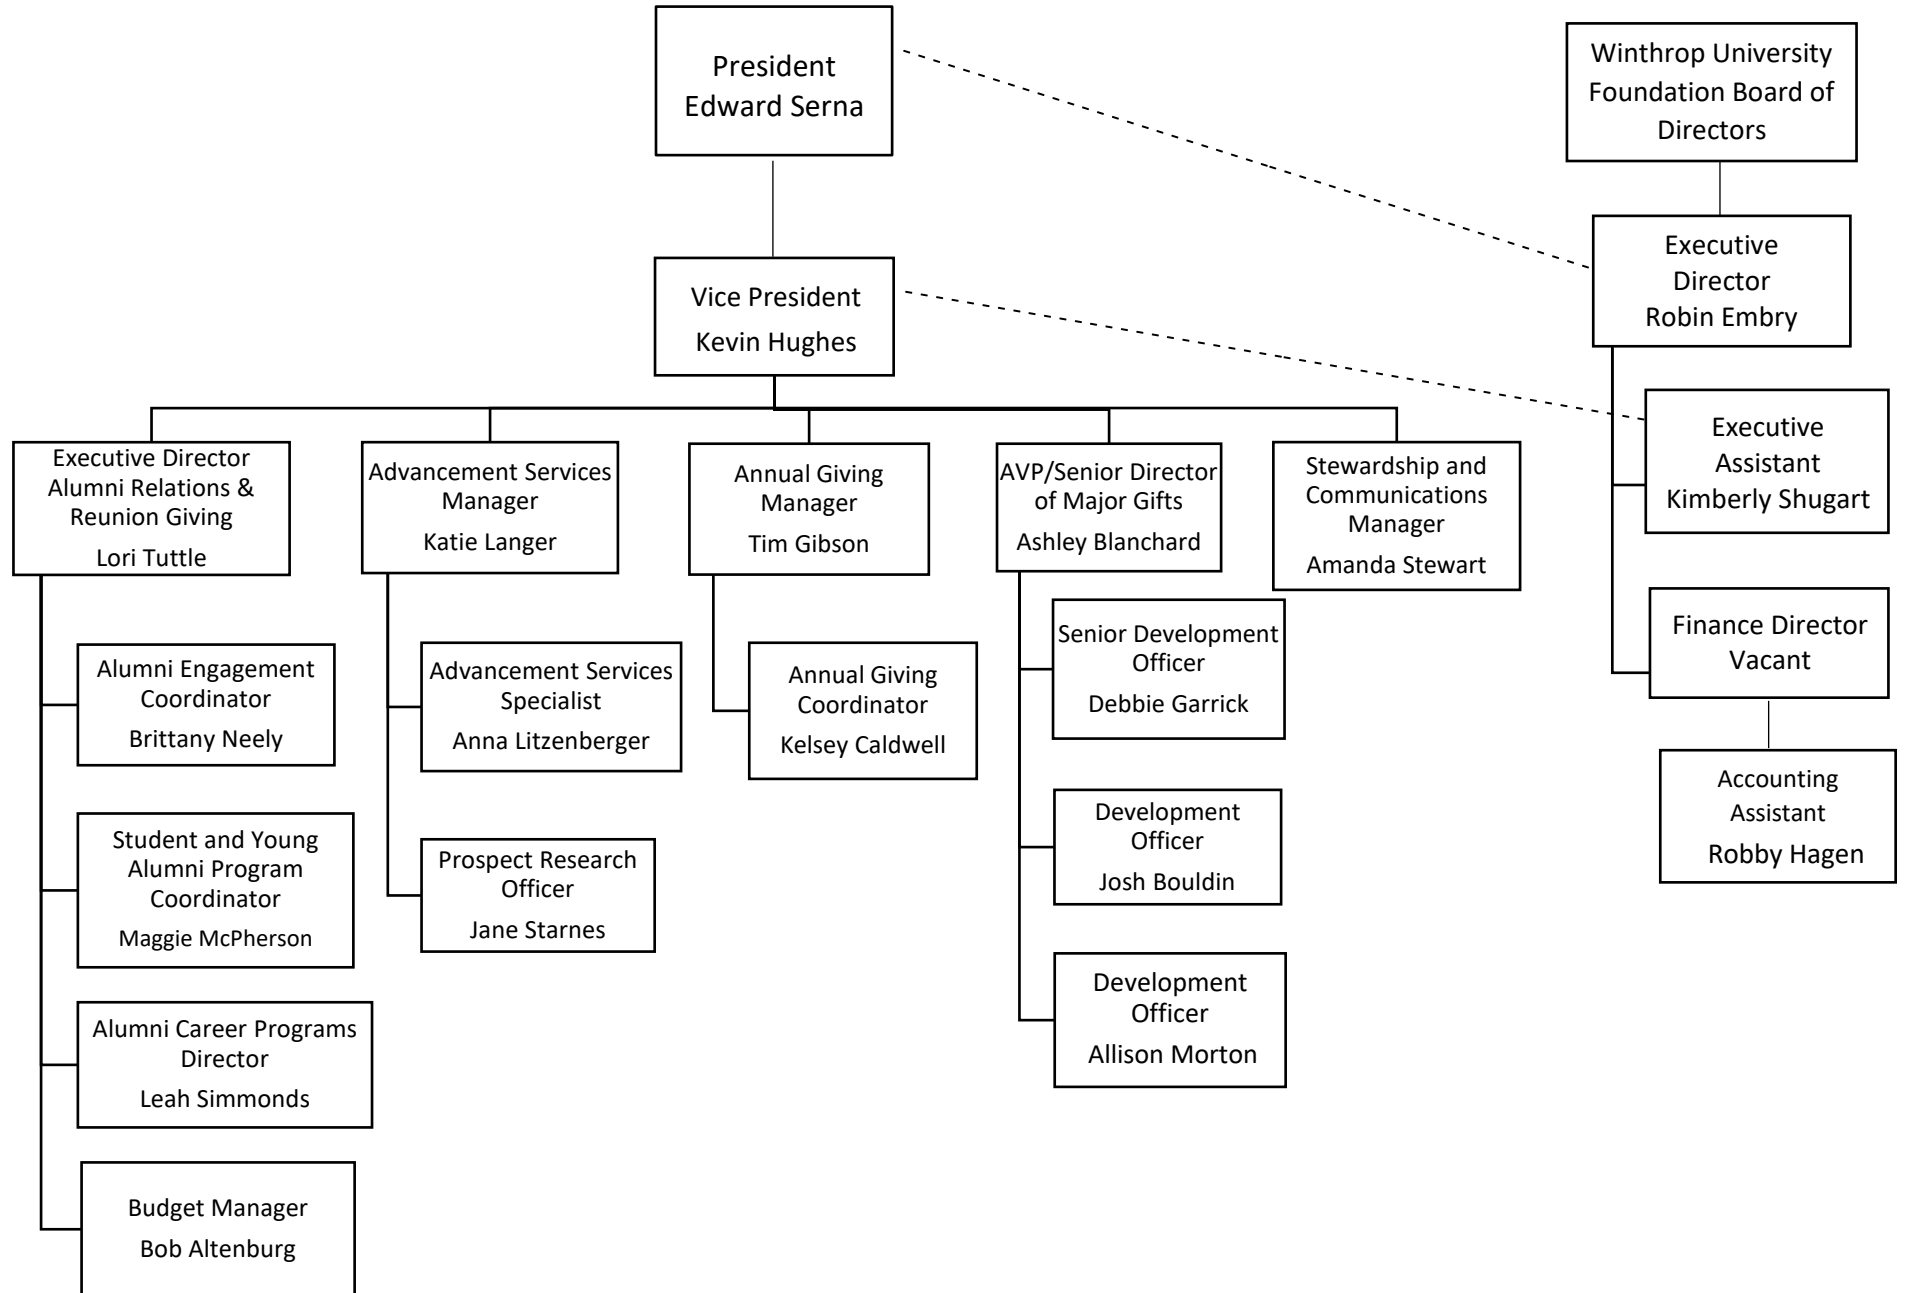 President
Edward Serna
Winthrop University
Foundation Board of
Directors
Executive
Director
Robin Embry
Vice President
Kevin Hughes
Executive
Assistant
Kimberly Shugart
Finance Director
Vacant
Accounting
Assistant
Robby Hagen
Executive Director
Alumni Relations &
Reunion Giving
Lori Tuttle
Alumni Engagement
Coordinator
Brittany Neely
Student and Young
Alumni Program
Coordinator
Maggie McPherson
Alumni Career Programs
Director
Leah Simmonds
Budget Manager
Bob Altenburg
Advancement Services
Manager
Katie Langer
Advancement Services
Specialist
Anna Litzenberger
Prospect Research
Officer
Jane Starnes
Annual Giving
Manager
Tim Gibson
Annual Giving
Coordinator
Kelsey Caldwell
AVP/Senior Director
of Major Gifts
Ashley Blanchard
Senior Development
Officer
Debbie Garrick
Development
Officer
Josh Bouldin
Development
Officer
Allison Morton
Stewardship and
Communications
Manager
Amanda Stewart